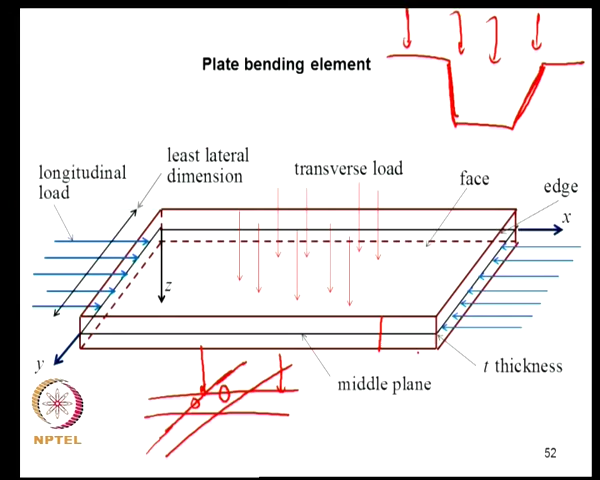 Plate bending element
longitudinal
load
least lateral
dimension
transverse load
face
edge
x
z
y
t thickness
middle plane
NPTEL
52